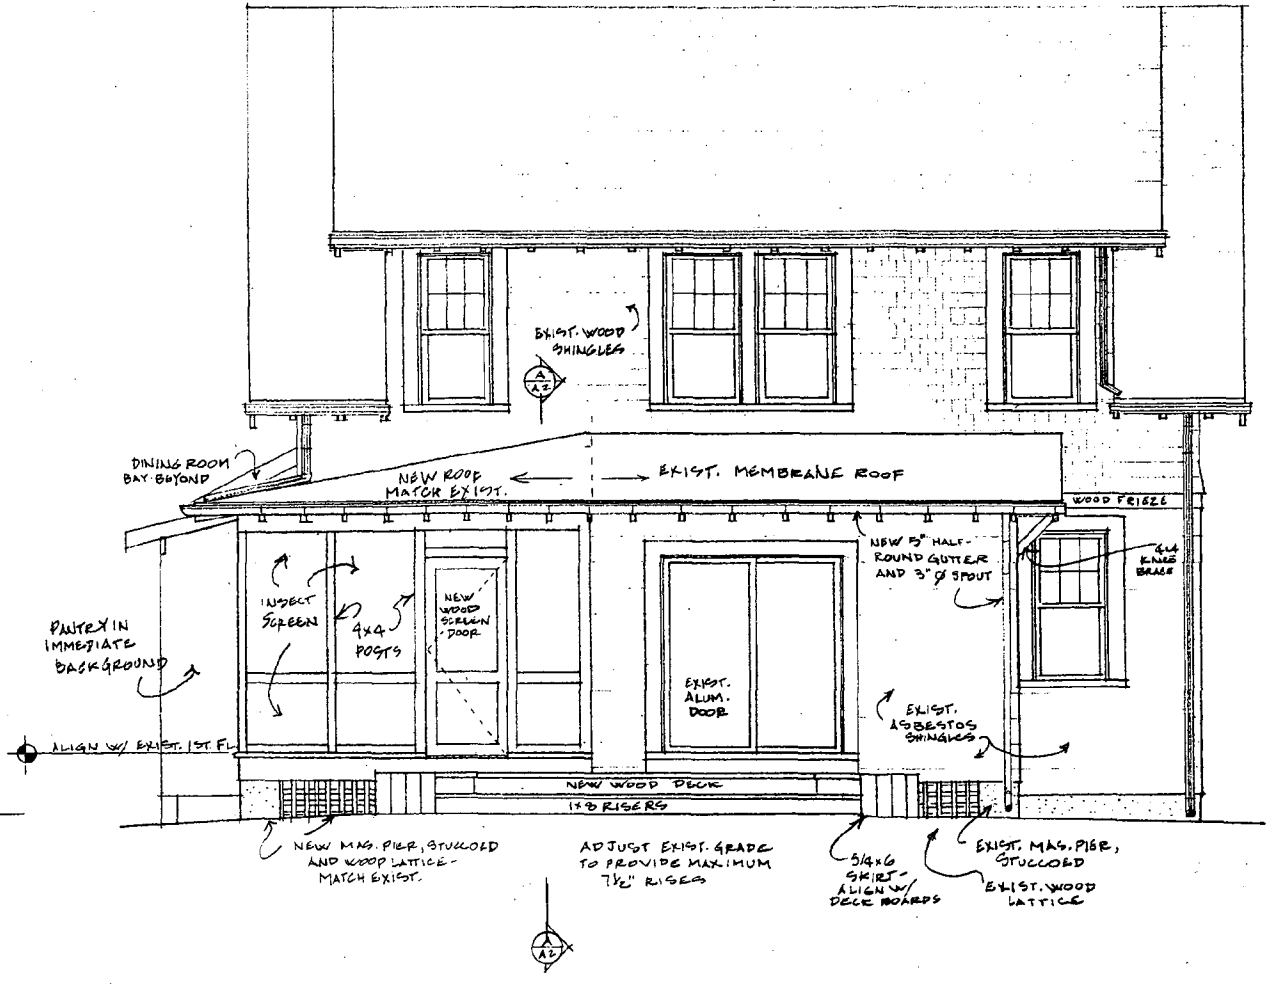 EXIST. WOOD
SHINGLES
A
A2
DINING ROOM
BAY BEYOND
NEW ROOF
MATCH EXIST.
EXIST. MEMBRANE ROOF
WOOD FRIEZE
NEW 5" HALF-
ROUND GUTTER
AND 3" Ø SPOUT
4x4
KNEE
BRACE
INSECT
SCREEN
4x4
POSTS
NEW
WOOD
SCREEN
DOOR
PANTRY IN
IMMEDIATE
BACKGROUND
EXIST.
ALUM.
DOOR
EXIST.
ASBESTOS
SHINGLES
ALIGN W/ EXIST. 1ST. FL.
NEW WOOD DECK
1x8 RISERS
NEW MAS. PIER, STUCCOED
AND WOOD LATTICE-
MATCH EXIST.
ADJUST EXIST. GRADE
TO PROVIDE MAXIMUM
7½" RISES
5/4x6
SKIRT-
ALIGN W/
DECK BOARDS
EXIST. MAS. PIER,
STUCCOED
EXIST. WOOD
LATTICE
A
A2